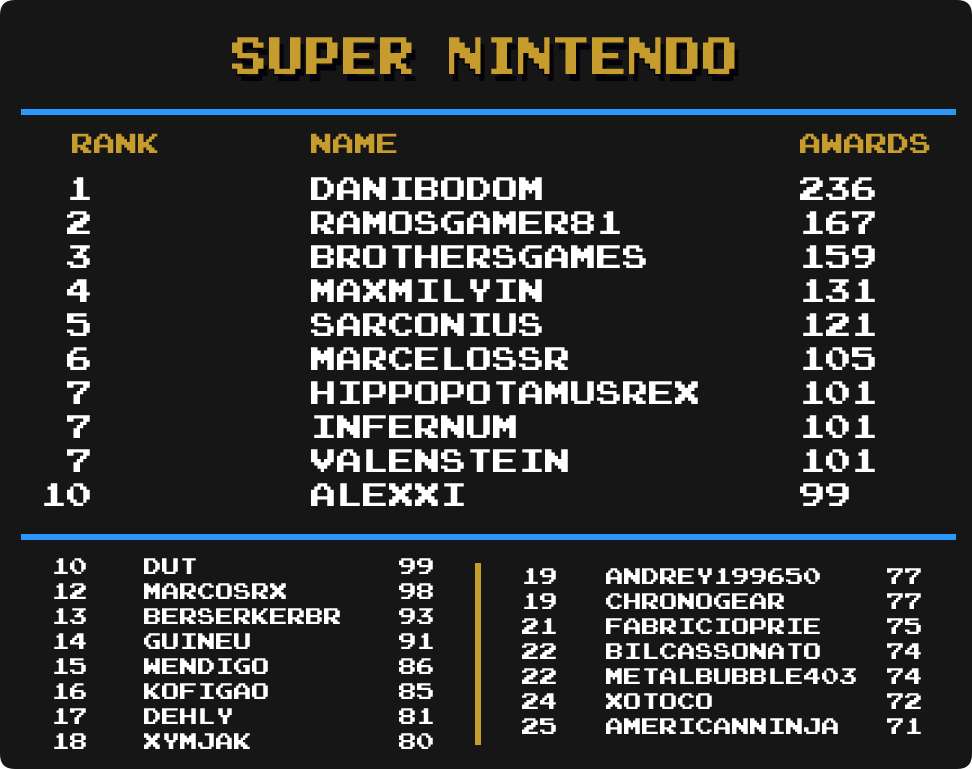 SUPER NINTENDO
RANK NAME AWARDS
1 DANIBODOM 236
2 RAMOSGAMER81 167
3 BROTHERSGAMES 159
4 MAXMILYIN 131
5 SARCONIUS 121
6 MARCELOSSR 105
7 HIPPOPOTAMUSREX 101
7 INFERNUM 101
7 VALENSTEIN 101
10 ALEXXI 99
10 DUT 99
12 MARCOSRX 98
13 BERSERKERBR 93
14 GUINEU 91
15 WENDIGO 86
16 KOFIGAO 85
17 DEHLY 81
18 XYMJAK 80
19 ANDREY199650 77
19 CHRONOGEAR 77
21 FABRICIOPRIE 75
22 BILCASSONATO 74
22 METALBUBBLE403 74
24 XOTOCO 72
25 AMERICANNINJA 71